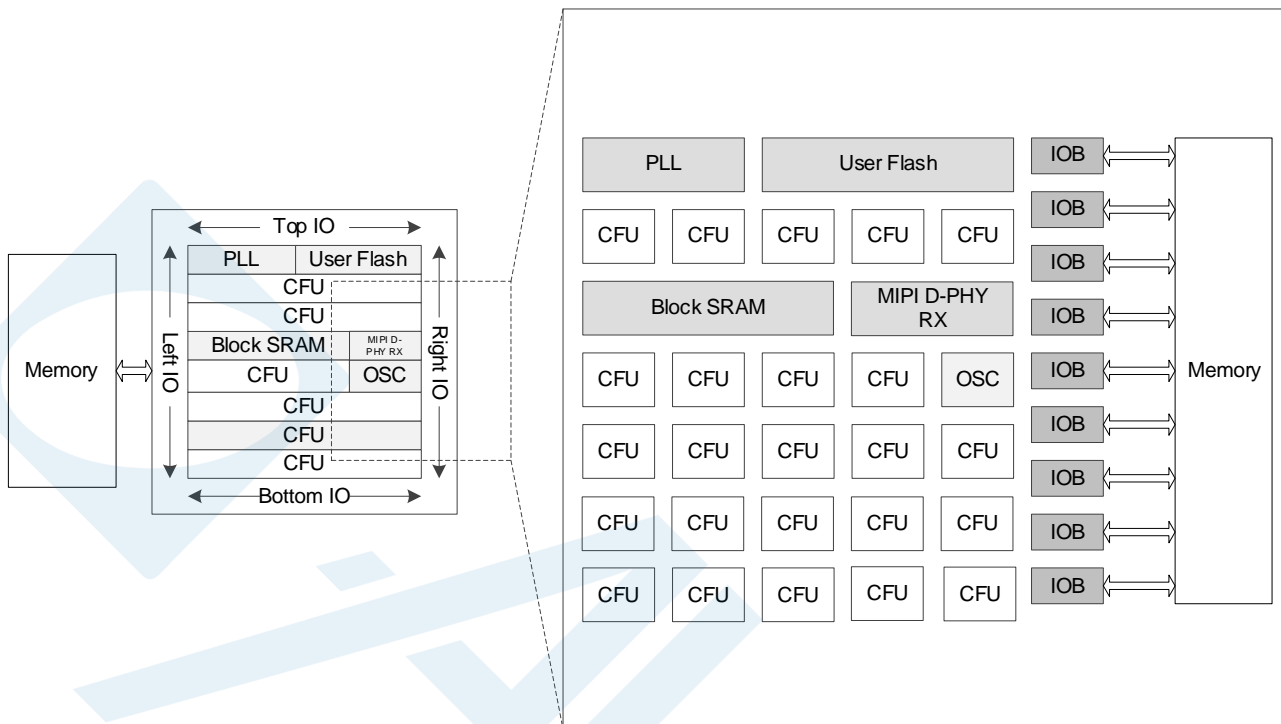 Memory
Top IO
Left IO
Right IO
Bottom IO
PLL User Flash
CFU
CFU
Block SRAM MIPI D-
PHY RX
CFU OSC
CFU
CFU
CFU
PLL User Flash
CFU CFU CFU CFU CFU
Block SRAM MIPI D-PHY
RX
CFU CFU CFU CFU OSC
CFU CFU CFU CFU CFU
CFU CFU CFU CFU CFU
CFU CFU CFU CFU CFU
IOB
IOB
IOB
IOB
IOB
IOB
IOB
IOB
IOB
Memory